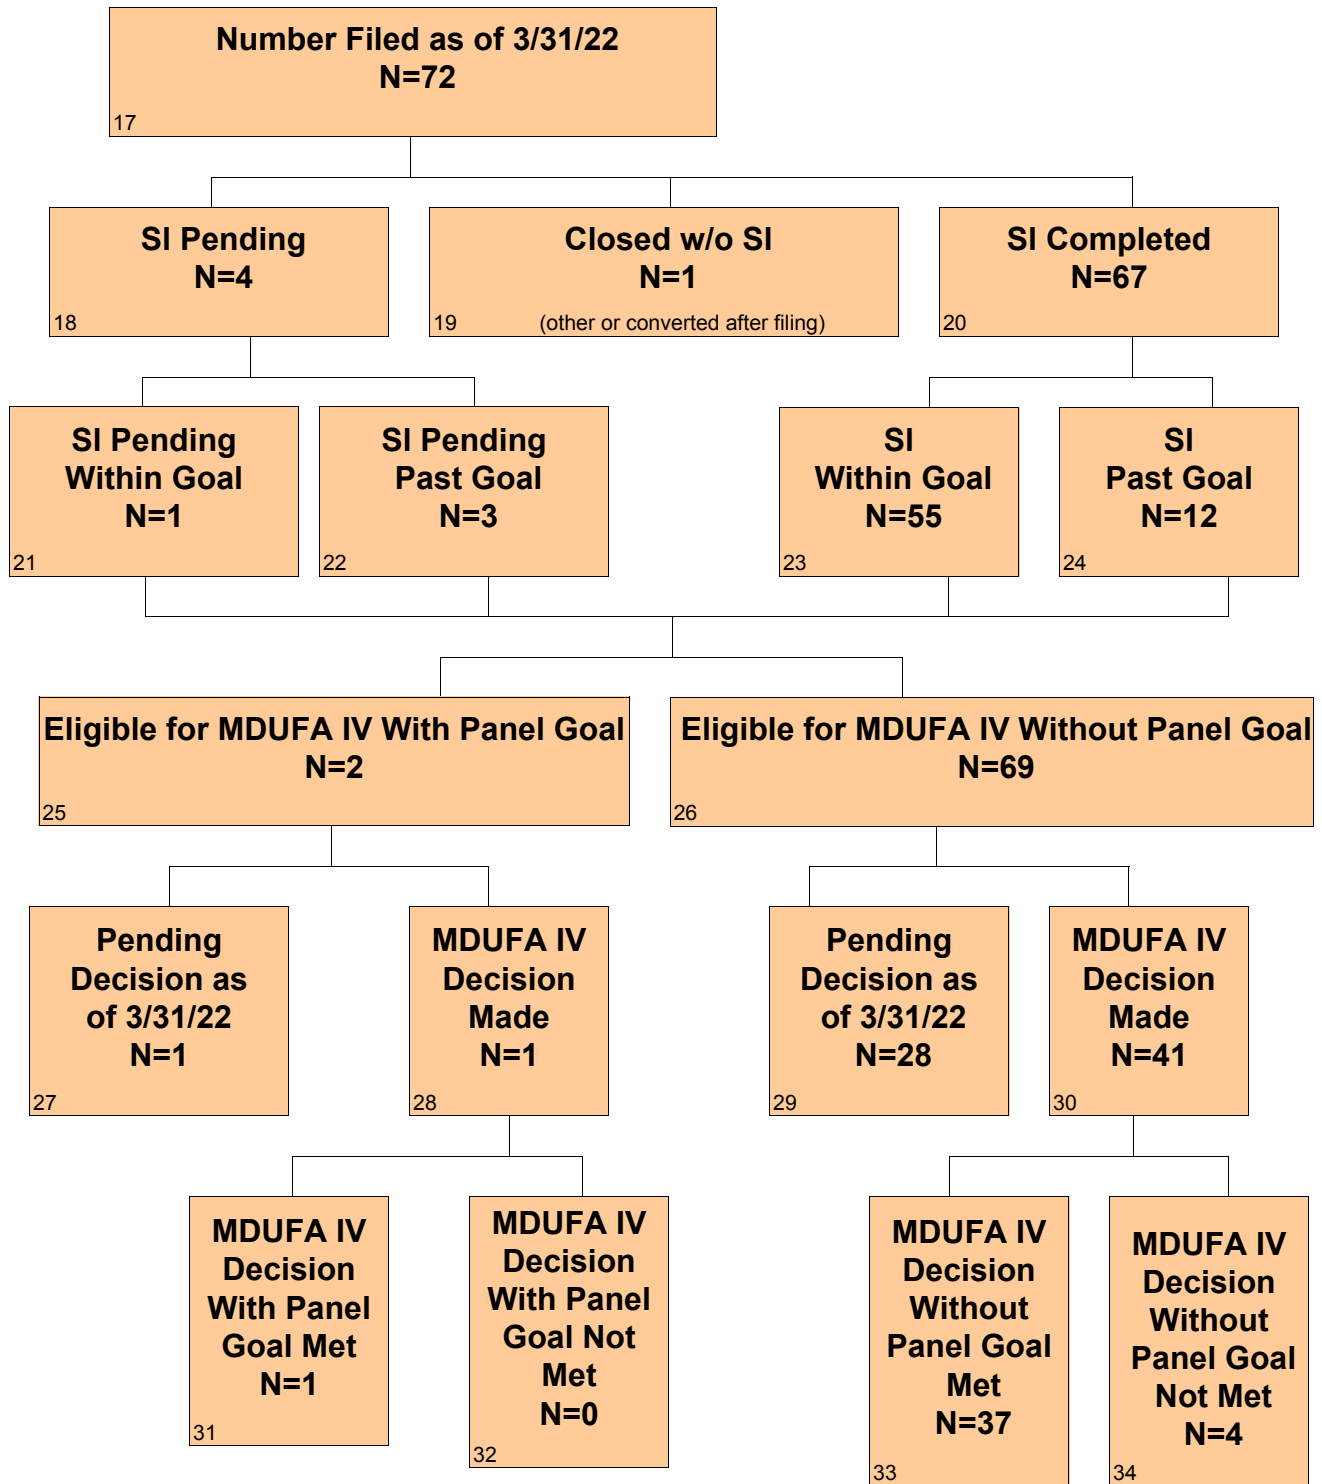 Number Filed as of 3/31/22
N=72
17
SI Pending
N=4
18
Closed w/o SI
N=1
19 (other or converted after filing)
SI Completed
N=67
20
SI Pending
Within Goal
N=1
21
SI Pending
Past Goal
N=3
22
SI
Within Goal
N=55
23
SI
Past Goal
N=12
24
Eligible for MDUFA IV With Panel Goal
N=2
25
Eligible for MDUFA IV Without Panel Goal
N=69
26
Pending
Decision as
of 3/31/22
N=1
27
MDUFA IV
Decision
Made
N=1
28
Pending
Decision as
of 3/31/22
N=28
29
MDUFA IV
Decision
Made
N=41
30
MDUFA IV
Decision
With Panel
Goal Met
N=1
31
MDUFA IV
Decision
With Panel
Goal Not
Met
N=0
32
MDUFA IV
Decision
Without
Panel Goal
Met
N=37
33
MDUFA IV
Decision
Without
Panel Goal
Not Met
N=4
34